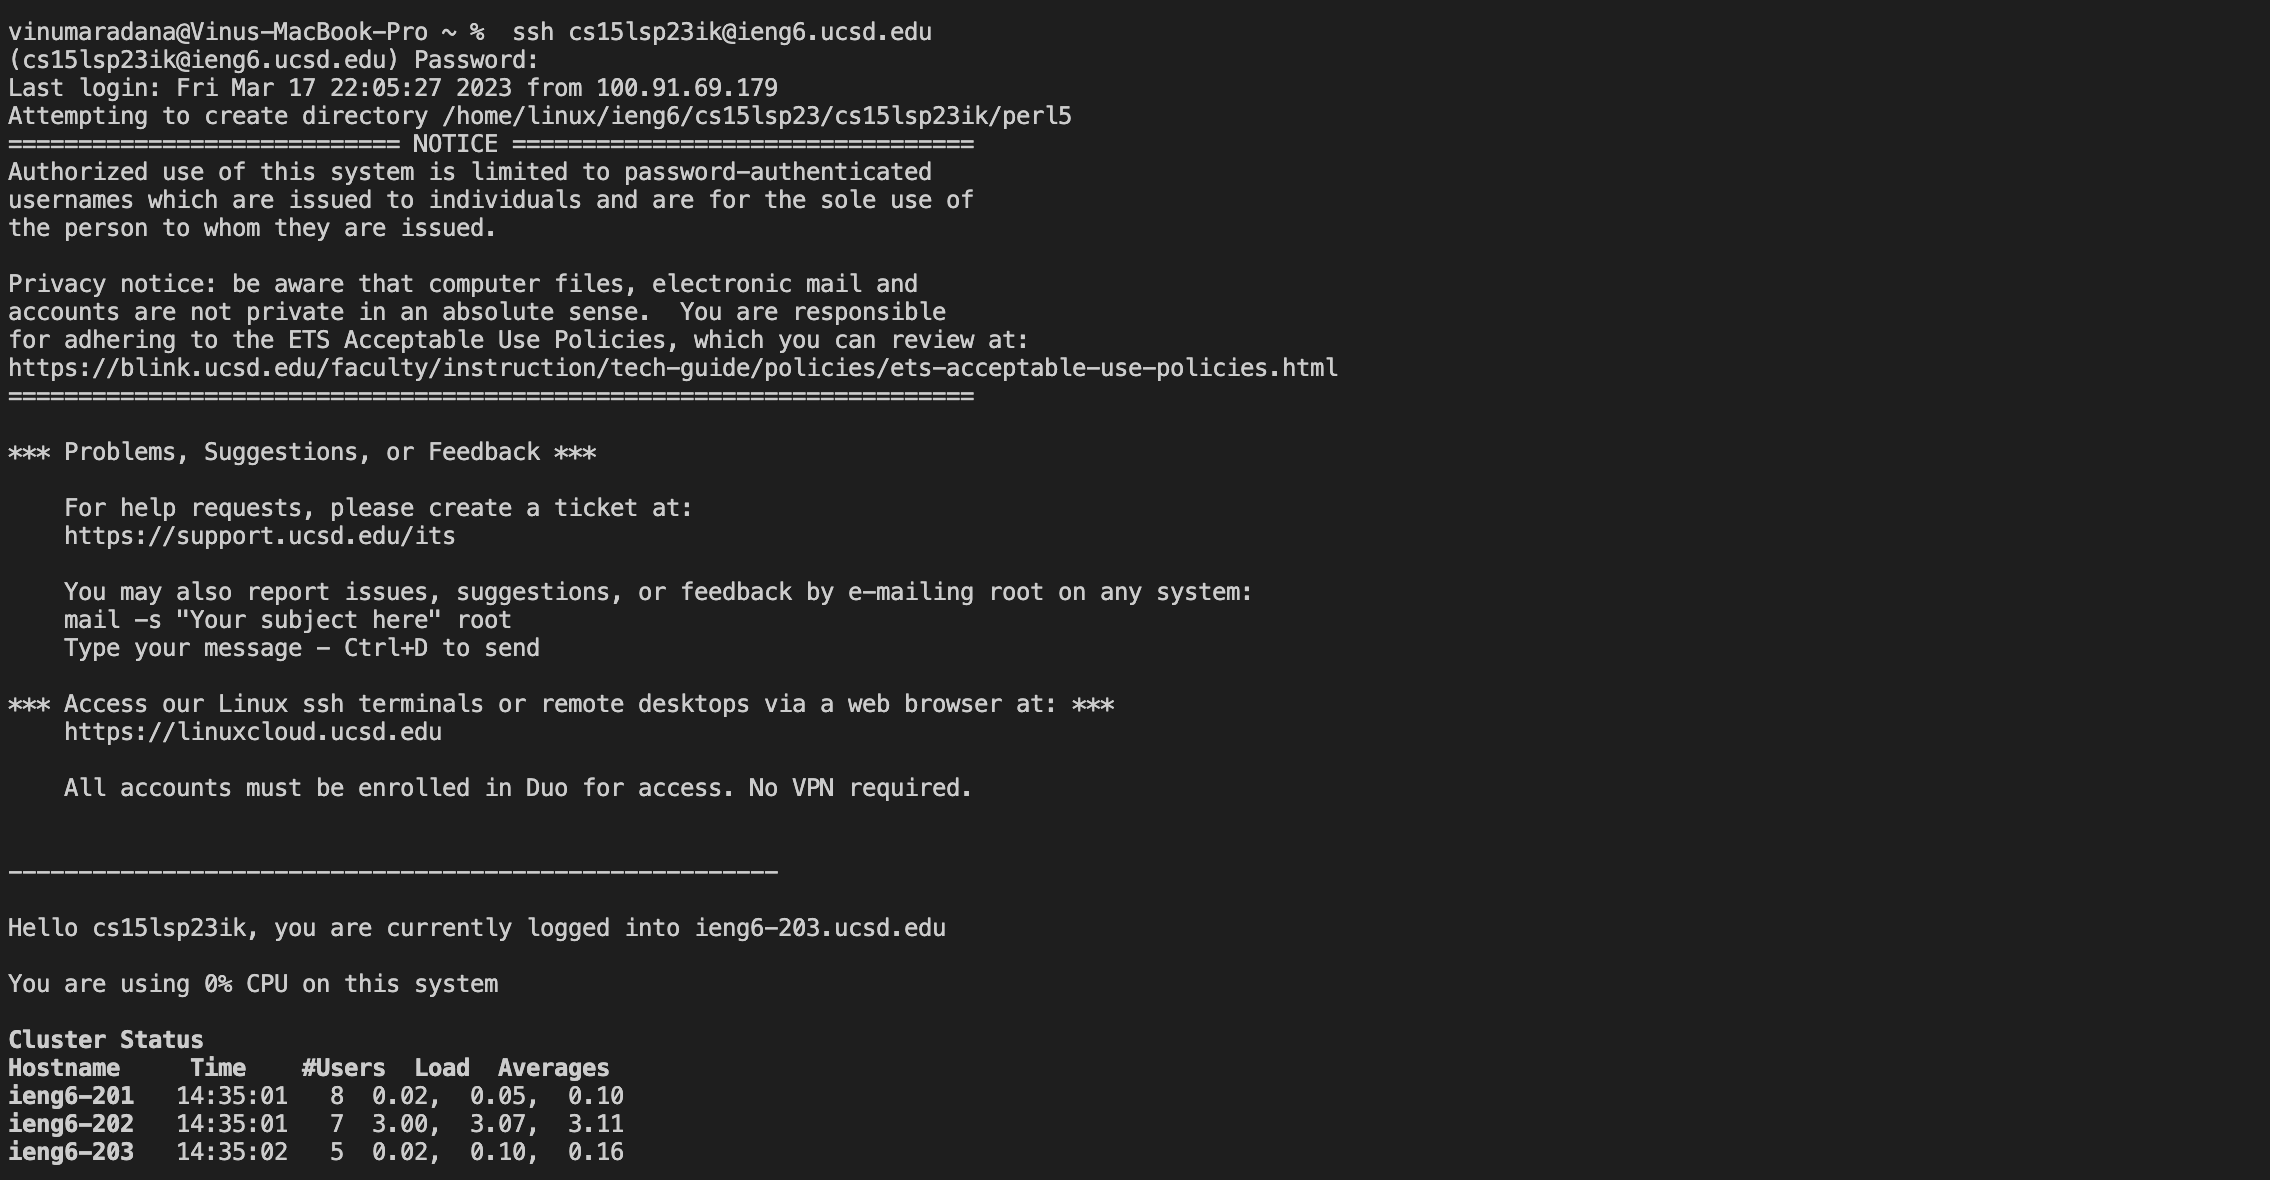 vinumaradana@Vinus-MacBook-Pro ~ %  ssh cs15lsp23ik@ieng6.ucsd.edu
(cs15lsp23ik@ieng6.ucsd.edu) Password:
Last login: Fri Mar 17 22:05:27 2023 from 100.91.69.179
Attempting to create directory /home/linux/ieng6/cs15lsp23/cs15lsp23ik/perl5
============================ NOTICE =================================
Authorized use of this system is limited to password-authenticated
usernames which are issued to individuals and are for the sole use of
the person to whom they are issued.

Privacy notice: be aware that computer files, electronic mail and
accounts are not private in an absolute sense.  You are responsible
for adhering to the ETS Acceptable Use Policies, which you can review at:
https://blink.ucsd.edu/faculty/instruction/tech-guide/policies/ets-acceptable-use-policies.html
=====================================================================

*** Problems, Suggestions, or Feedback ***

    For help requests, please create a ticket at:
    https://support.ucsd.edu/its

    You may also report issues, suggestions, or feedback by e-mailing root on any system:
    mail -s "Your subject here" root
    Type your message - Ctrl+D to send

*** Access our Linux ssh terminals or remote desktops via a web browser at: ***
    https://linuxcloud.ucsd.edu

    All accounts must be enrolled in Duo for access. No VPN required.


-------------------------------------------------------

Hello cs15lsp23ik, you are currently logged into ieng6-203.ucsd.edu

You are using 0% CPU on this system

Cluster Status
Hostname     Time    #Users  Load  Averages
ieng6-201   14:35:01   8  0.02,  0.05,  0.10
ieng6-202   14:35:01   7  3.00,  3.07,  3.11
ieng6-203   14:35:02   5  0.02,  0.10,  0.16